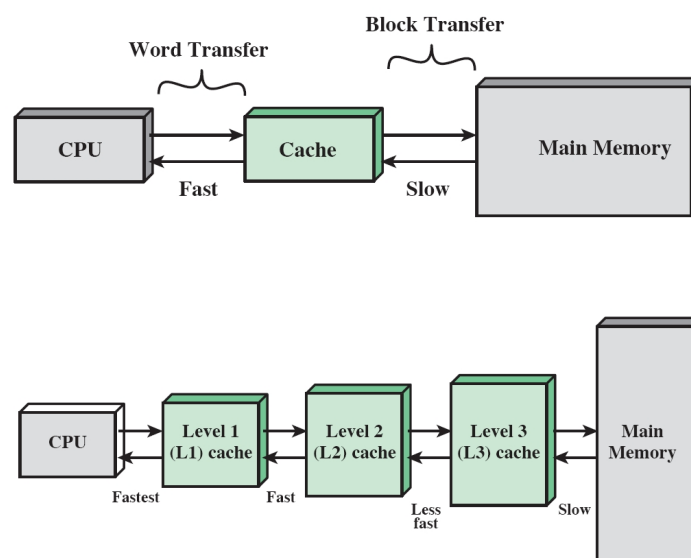 Block Transfer
Word Transfer
CPU
Cache
Main Memory
Fast
Slow
CPU
Level 1
(L1) cache
Level 2
(L2) cache
Level 3
(L3) cache
Main
Memory
Fastest
Fast
Less
fast
Slow